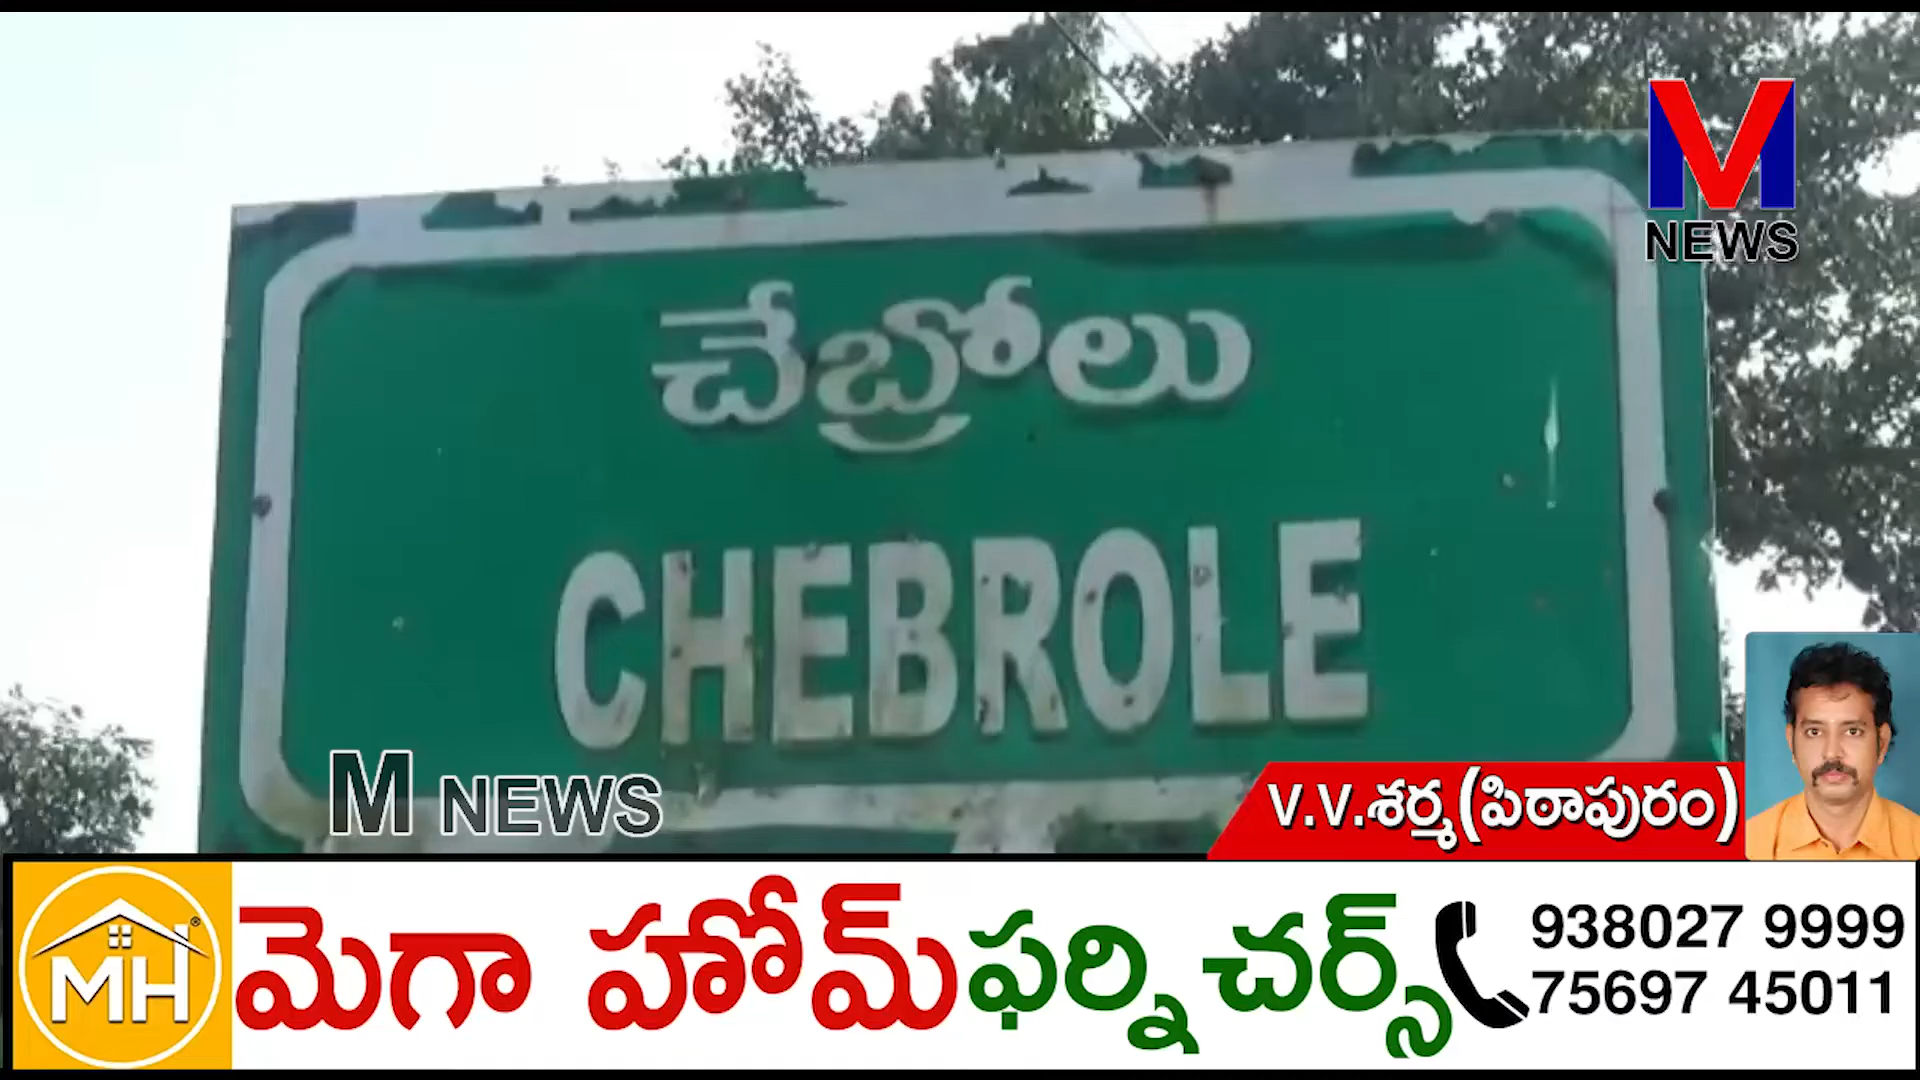 M
NEWS
చేబ్రోలు
CHEBROLE
M NEWS
V.V.శర్మ(పిఠాపురం)
MH®
మెగా హోమ్ ఫర్నిచర్స్
938027 9999
75697 45011